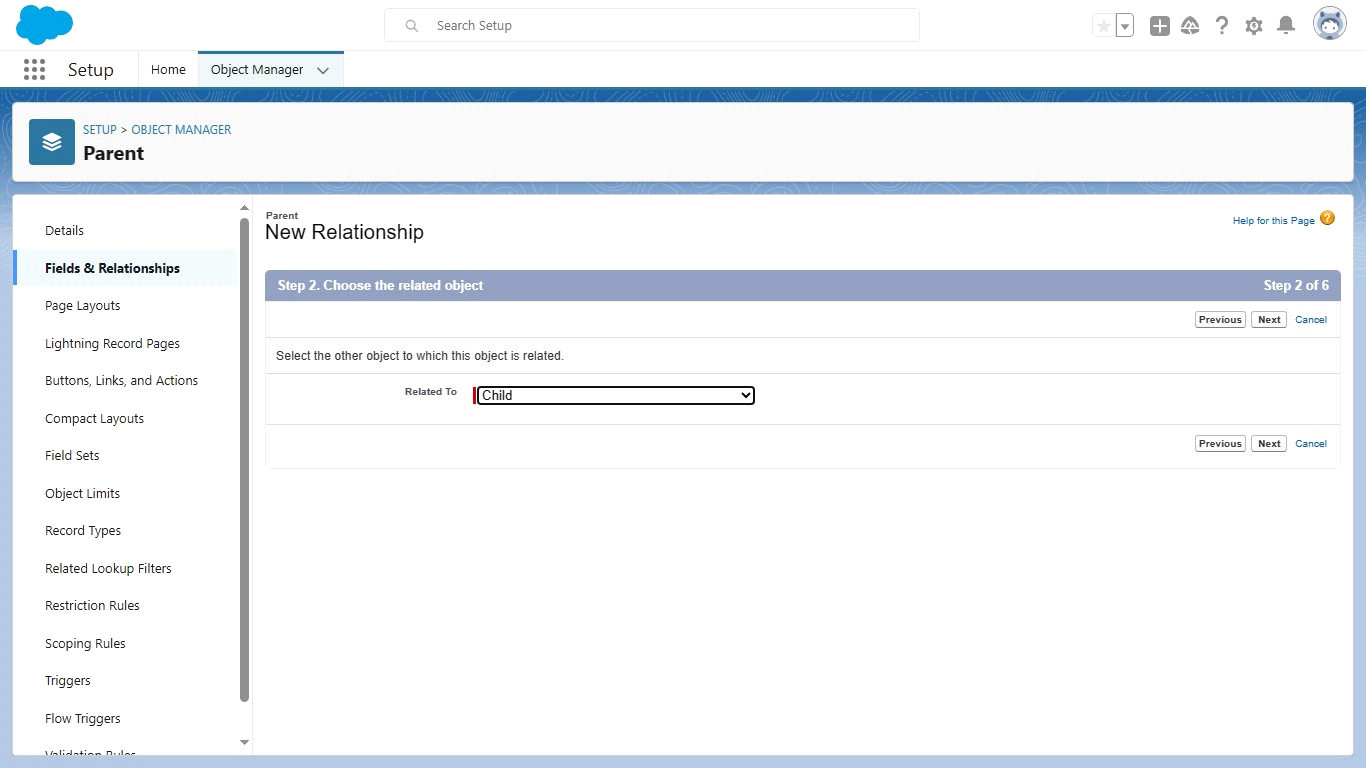 Search Setup
Setup
Home
Object Manager
SETUP > OBJECT MANAGER
Parent
Details
Fields & Relationships
Page Layouts
Lightning Record Pages
Buttons, Links, and Actions
Compact Layouts
Field Sets
Object Limits
Record Types
Related Lookup Filters
Restriction Rules
Scoping Rules
Triggers
Flow Triggers
Validation Rules
Parent
New Relationship
Help for this Page ?
Step 2. Choose the related object
Step 2 of 6
Previous Next Cancel
Select the other object to which this object is related.
Related To
Child
Previous Next Cancel